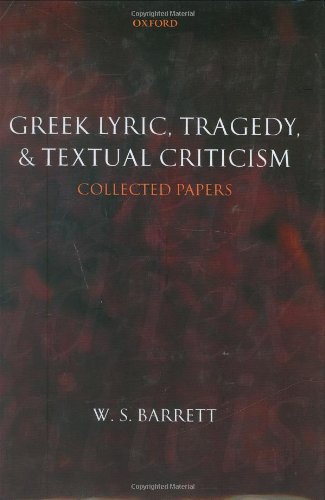 OXFORD
GREEK LYRIC, TRAGEDY,
& TEXTUAL CRITICISM
COLLECTED PAPERS
W. S. BARRETT